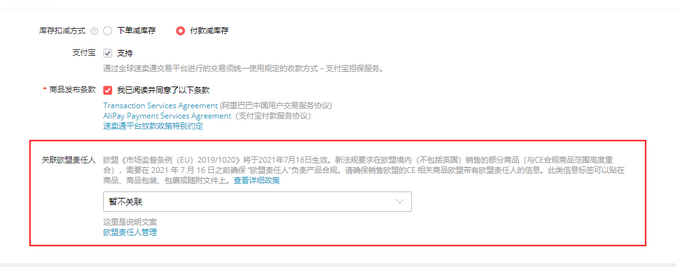 库存扣减方式 ? 下单减库存 付款减库存
支付宝 支持
通过全球速卖通交易平台进行的交易须统一使用规定的收款方式 - 支付宝担保服务。
* 商品发布条款 我已阅读并同意了以下条款
Transaction Services Agreement (阿里巴巴中国用户交易服务协议)
AliPay Payment Services Agreement（支付宝付款服务协议）
速卖通平台放款政策特别约定
关联欧盟责任人 欧盟《市场监督条例（EU）2019/1020》将于2021年7月16日生效。新法规要求在欧盟境内（不包括英国）销售的部分商品（与CE合规商品范围高度重
合），需要在 2021 年 7 月 16 日之前确保 “欧盟责任人”负责产品合规。请确保销售欧盟的CE 相关商品欧盟带有欧盟责任人的信息。此类信息标签可以贴在
商品、商品包装、包裹或随附文件上。查看详细政策
暂不关联
这里是说明文案
欧盟责任人管理